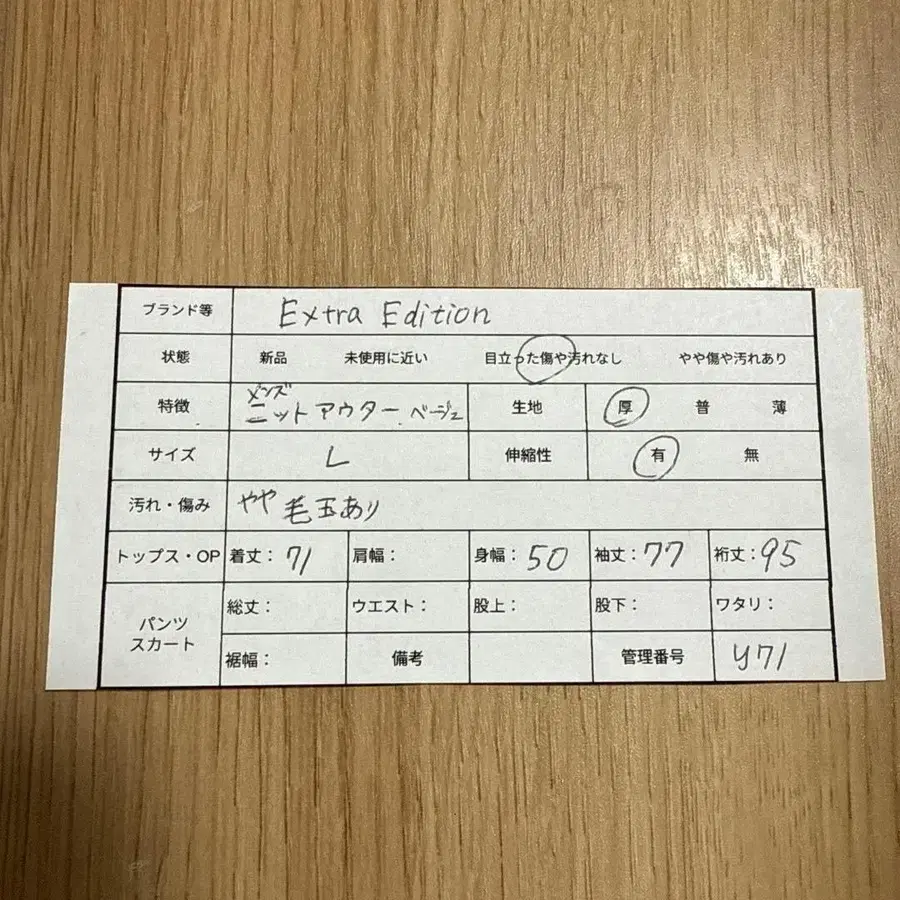 ブランド等 Extra Edition
状態 新品 未使用に近い 目立った傷や汚れなし やや傷や汚れあり
特徴 メンズ ニットアウター ベージュ 生地 厚 普 薄
サイズ L 伸縮性 有 無
汚れ・傷み やや毛玉あり
トップス・OP 着丈：71 肩幅： 身幅：50 袖丈：77 裄丈：95
パンツ スカート 総丈： ウエスト： 股上： 股下： ワタリ：
裾幅： 備考 管理番号 y71